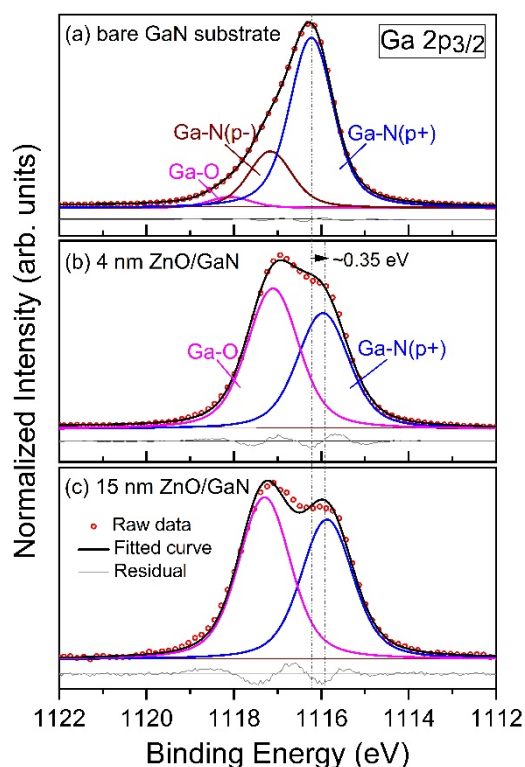 (a) bare GaN substrate
Ga 2p3/2
Ga-N(p-)
Ga-N(p+)
Ga-O
(b) 4 nm ZnO/GaN
~0.35 eV
Ga-O
Ga-N(p+)
(c) 15 nm ZnO/GaN
Raw data
Fitted curve
Residual
Normalized Intensity (arb. units)
1122 1120 1118 1116 1114 1112
Binding Energy (eV)